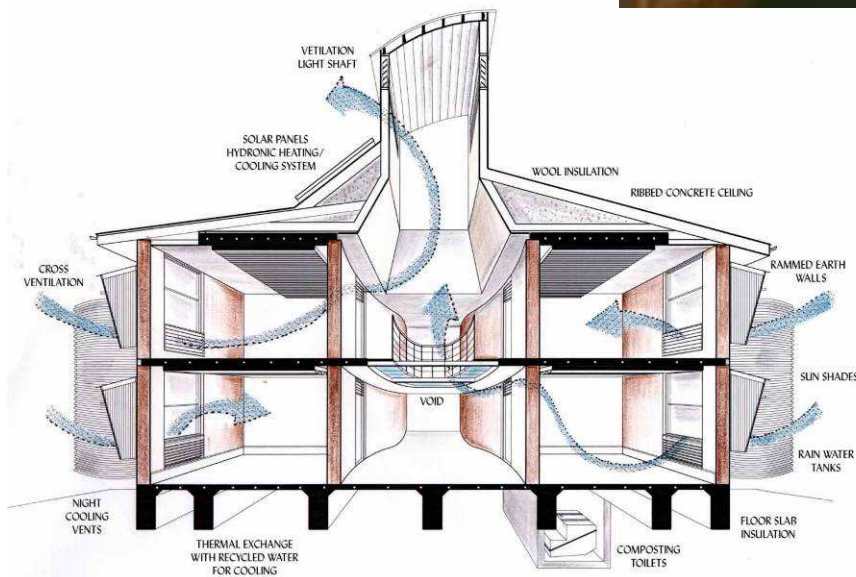 VETILATION
LIGHT SHAFT
SOLAR PANELS
HYDRONIC HEATING/
COOLING SYSTEM
WOOL INSULATION
RIBBED CONCRETE CEILING
CROSS
VENTILATION
RAMMED EARTH
WALLS
SUN SHADES
VOID
RAIN WATER
TANKS
NIGHT
COOLING
VENTS
THERMAL EXCHANGE
WITH RECYCLED WATER
FOR COOLING
COMPOSTING
TOILETS
FLOOR SLAB
INSULATION